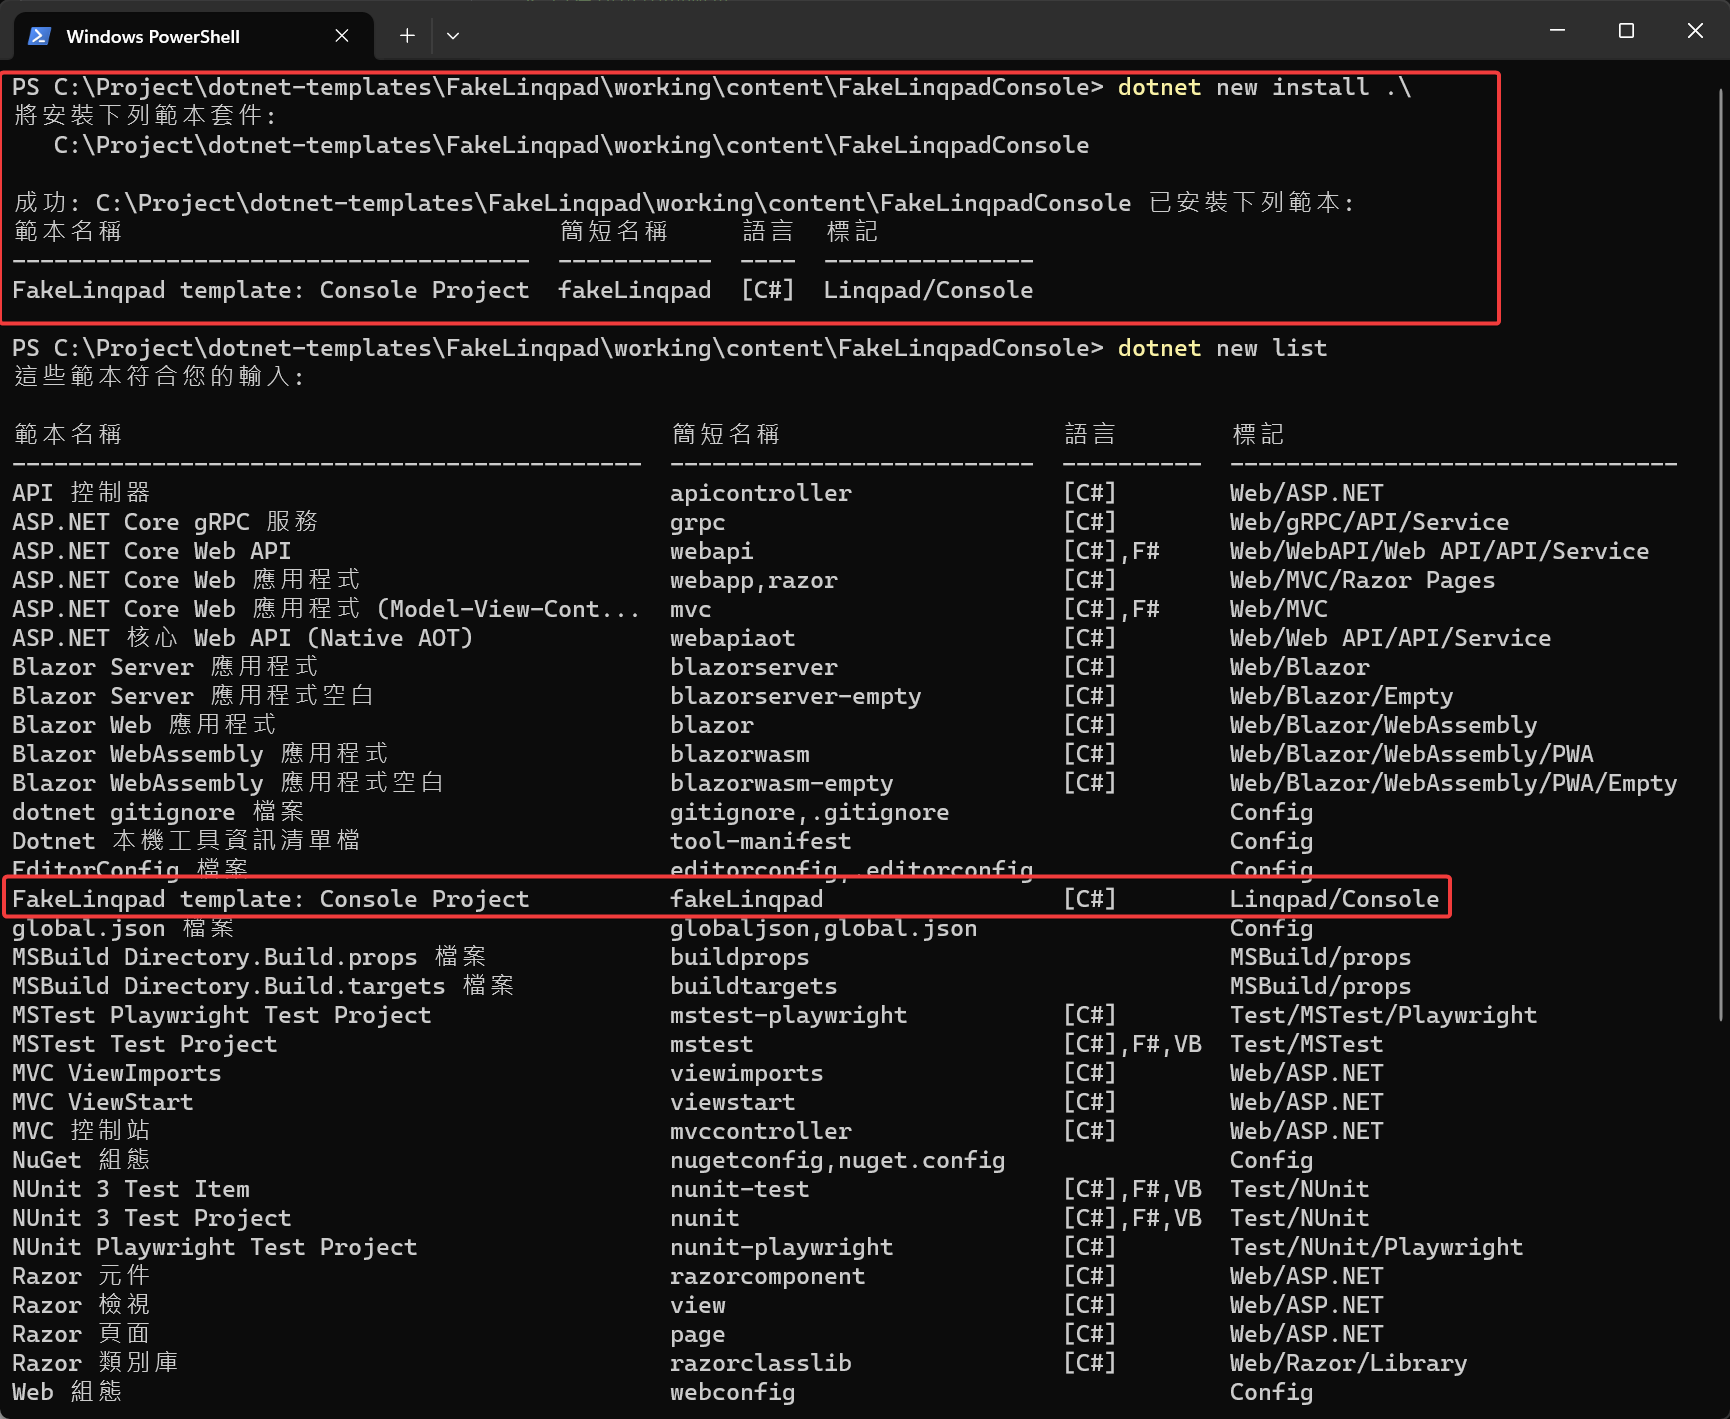 Windows PowerShell
PS C:\Project\dotnet-templates\FakeLinqpad\working\content\FakeLinqpadConsole> dotnet new install .\
將安裝下列範本套件:
C:\Project\dotnet-templates\FakeLinqpad\working\content\FakeLinqpadConsole
成功: C:\Project\dotnet-templates\FakeLinqpad\working\content\FakeLinqpadConsole 已安裝下列範本:
範本名稱 簡短名稱 語言 標記
------------------------------------- ----------- ---- ---------------
FakeLinqpad template: Console Project fakeLinqpad [C#] Linqpad/Console
PS C:\Project\dotnet-templates\FakeLinqpad\working\content\FakeLinqpadConsole> dotnet new list
這些範本符合您的輸入:
範本名稱 簡短名稱 語言 標記
--------------------------------------------- -------------------------- ---------- --------------------------------
API 控制器 apicontroller [C#] Web/ASP.NET
ASP.NET Core gRPC 服務 grpc [C#] Web/gRPC/API/Service
ASP.NET Core Web API webapi [C#],F# Web/WebAPI/Web API/API/Service
ASP.NET Core Web 應用程式 webapp,razor [C#] Web/MVC/Razor Pages
ASP.NET Core Web 應用程式 (Model-View-Cont... mvc [C#],F# Web/MVC
ASP.NET 核心 Web API (Native AOT) webapiaot [C#] Web/Web API/API/Service
Blazor Server 應用程式 blazorserver [C#] Web/Blazor
Blazor Server 應用程式空白 blazorserver-empty [C#] Web/Blazor/Empty
Blazor Web 應用程式 blazor [C#] Web/Blazor/WebAssembly
Blazor WebAssembly 應用程式 blazorwasm [C#] Web/Blazor/WebAssembly/PWA
Blazor WebAssembly 應用程式空白 blazorwasm-empty [C#] Web/Blazor/WebAssembly/PWA/Empty
dotnet gitignore 檔案 gitignore,.gitignore Config
Dotnet 本機工具資訊清單檔 tool-manifest Config
EditorConfig 檔案 editorconfig,.editorconfig Config
FakeLinqpad template: Console Project fakeLinqpad [C#] Linqpad/Console
global.json 檔案 globaljson,global.json Config
MSBuild Directory.Build.props 檔案 buildprops MSBuild/props
MSBuild Directory.Build.targets 檔案 buildtargets MSBuild/props
MSTest Playwright Test Project mstest-playwright [C#] Test/MSTest/Playwright
MSTest Test Project mstest [C#],F#,VB Test/MSTest
MVC ViewImports viewimports [C#] Web/ASP.NET
MVC ViewStart viewstart [C#] Web/ASP.NET
MVC 控制站 mvccontroller [C#] Web/ASP.NET
NuGet 組態 nugetconfig,nuget.config Config
NUnit 3 Test Item nunit-test [C#],F#,VB Test/NUnit
NUnit 3 Test Project nunit [C#],F#,VB Test/NUnit
NUnit Playwright Test Project nunit-playwright [C#] Test/NUnit/Playwright
Razor 元件 razorcomponent [C#] Web/ASP.NET
Razor 檢視 view [C#] Web/ASP.NET
Razor 頁面 page [C#] Web/ASP.NET
Razor 類別庫 razorclasslib [C#] Web/Razor/Library
Web 組態 webconfig Config